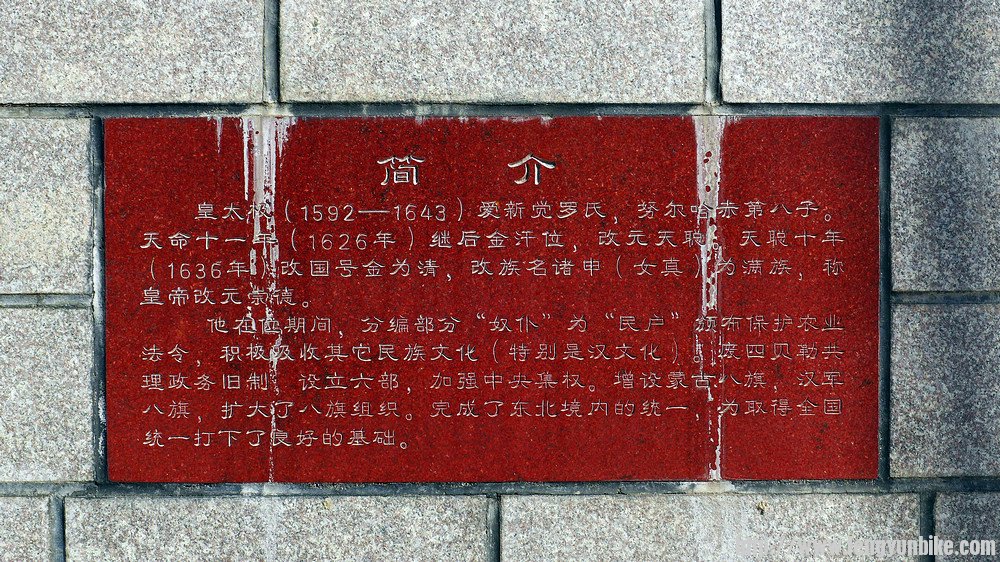 简介
皇太极（1592—1643）爱新觉罗氏，努尔哈赤第八子。
天命十一年（1626年）继后金汗位，改元天聪。天聪十年
（1636年）改国号金为清，改族名诸申（女真）为满族，称
皇帝改元崇德。
他在位期间，分编部分“奴仆”为“民户”颁布保护农业
法令，积极吸收其它民族文化（特别是汉文化）。废四贝勒共
理政务旧制 设立六部，加强中央集权。增设蒙古八旗，汉军
八旗，扩大了八旗组织。完成了东北境内的统一，为取得全国
统一打下了良好的基础。